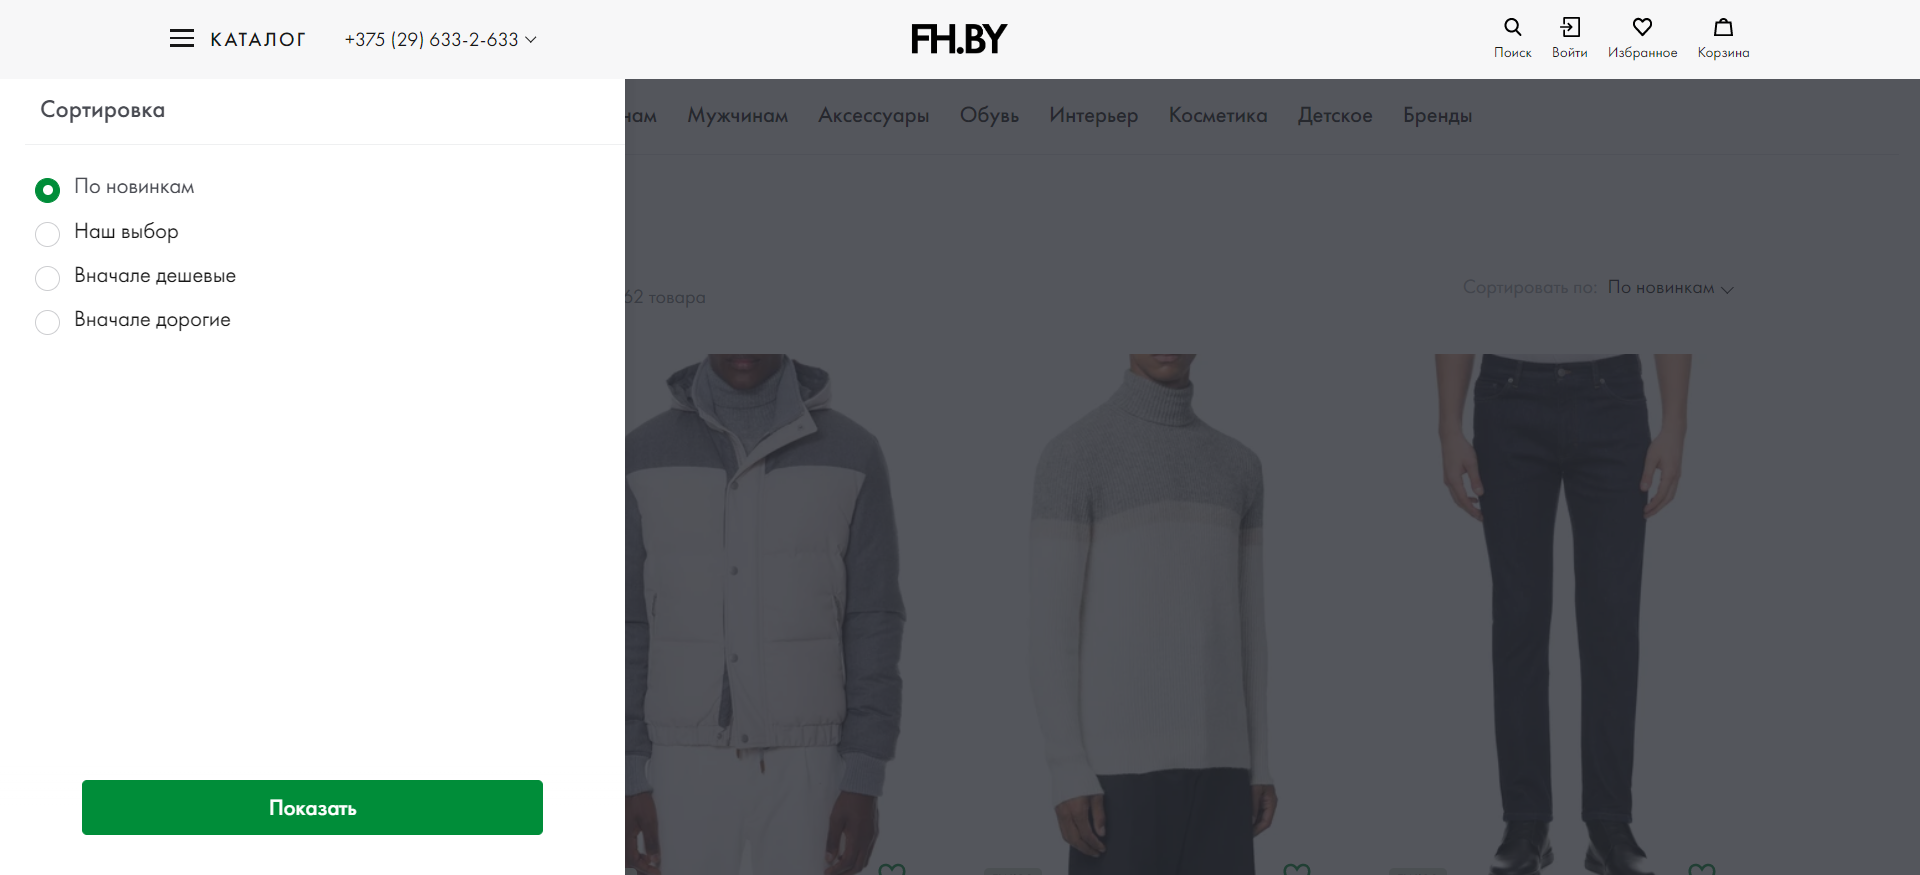 КАТАЛОГ
+375 (29) 633-2-633
FH.BY
Поиск
Войти
Избранное
Корзина
Сортировка
Мужчинам
Аксессуары
Обувь
Интерьер
Косметика
Детское
Бренды
По новинкам
Наш выбор
Вначале дешевые
Вначале дорогие
62 товара
Сортировать по: По новинкам
Показать